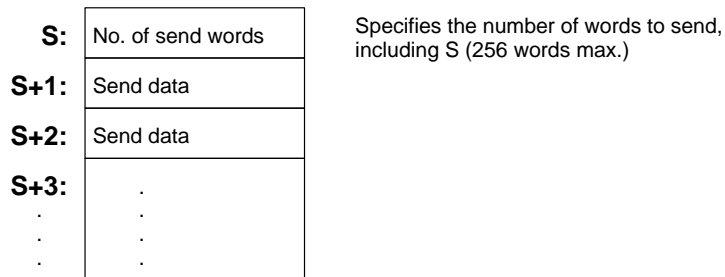 S: No. of send words Specifies the number of words to send,
including S (256 words max.)
S+1: Send data
S+2: Send data
S+3: .
. .
. .
. .